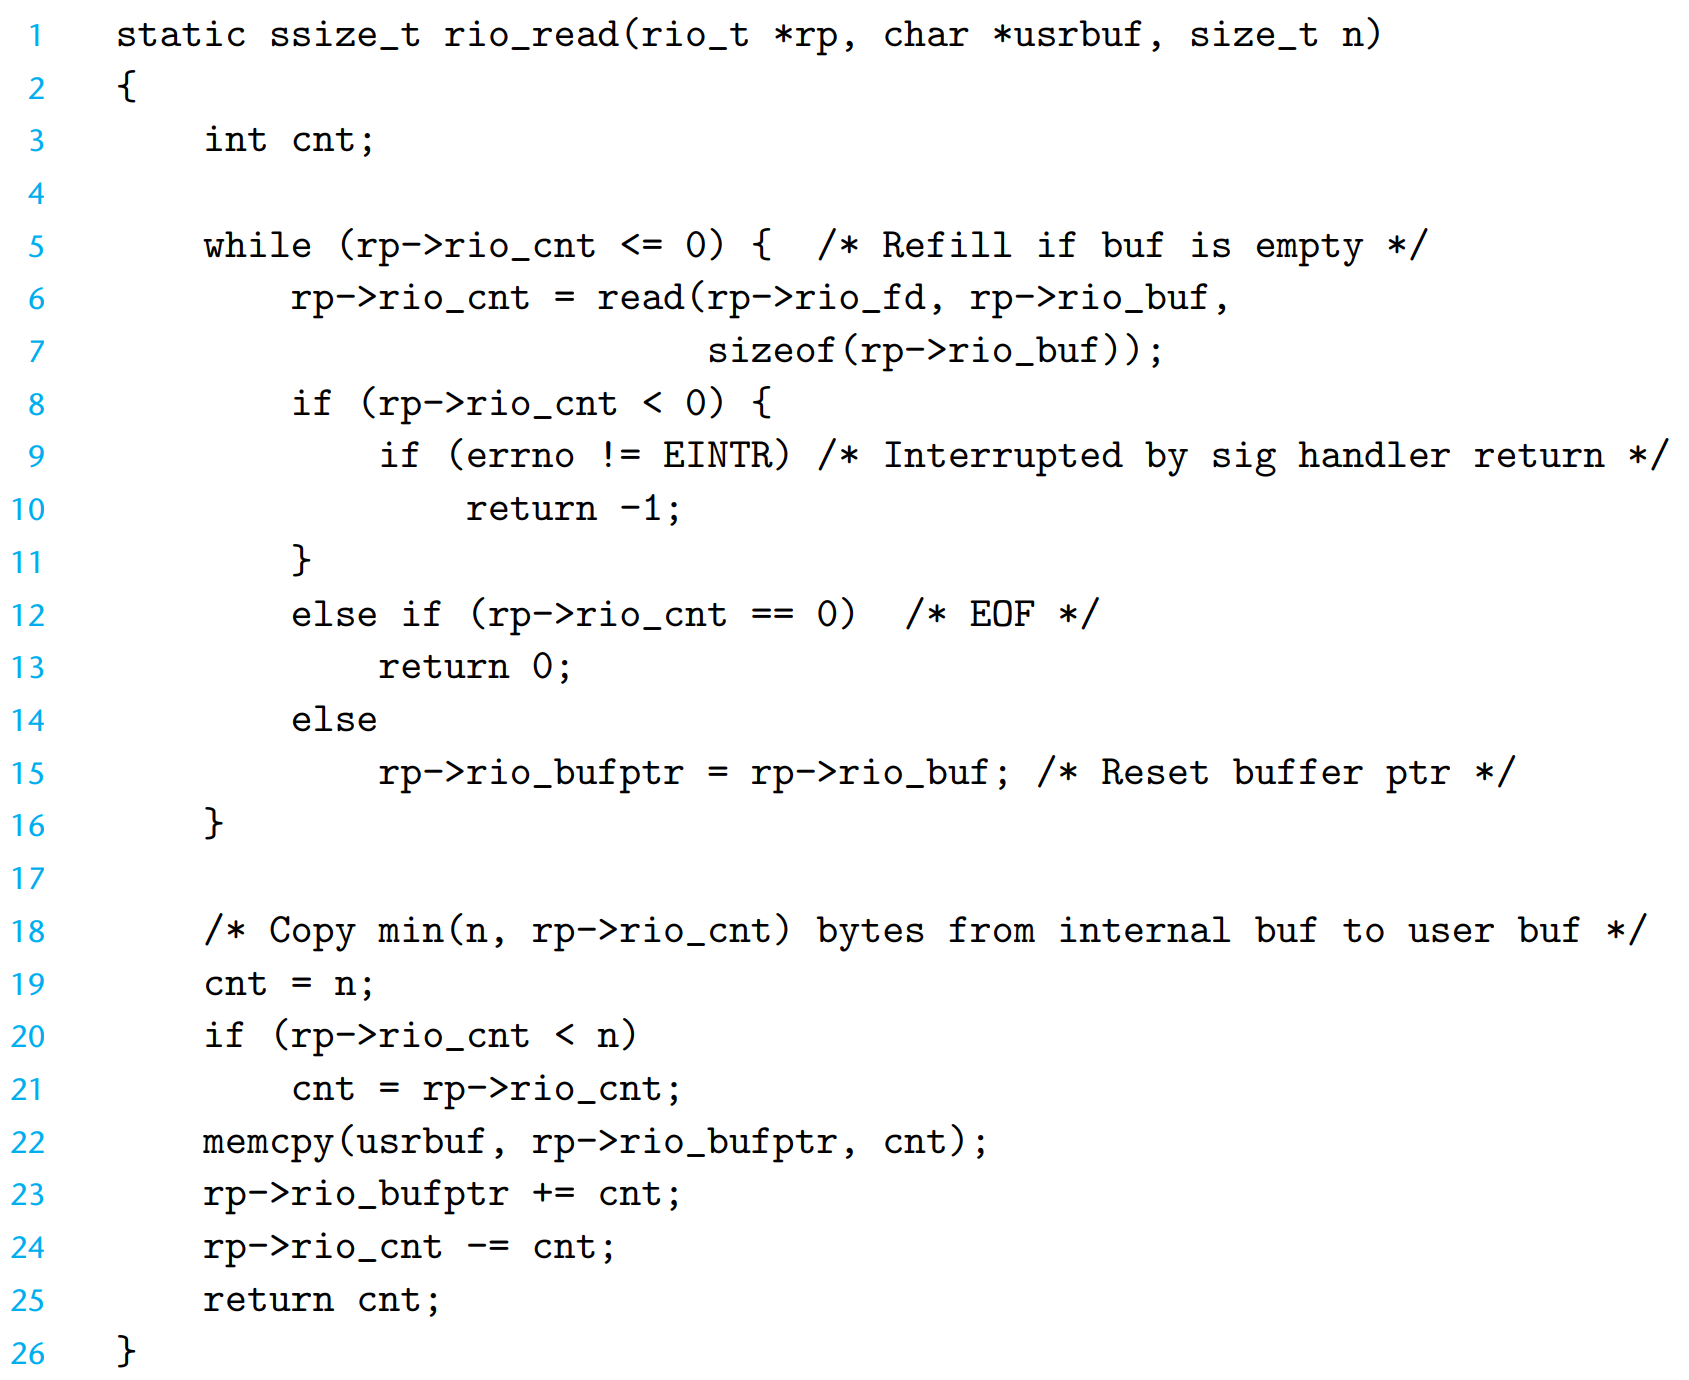 1 static ssize_t rio_read(rio_t *rp, char *usrbuf, size_t n)
2 {
3     int cnt;
4
5     while (rp->rio_cnt <= 0) {  /* Refill if buf is empty */
6         rp->rio_cnt = read(rp->rio_fd, rp->rio_buf,
7                            sizeof(rp->rio_buf));
8         if (rp->rio_cnt < 0) {
9             if (errno != EINTR) /* Interrupted by sig handler return */
10                 return -1;
11         }
12         else if (rp->rio_cnt == 0)  /* EOF */
13             return 0;
14         else
15             rp->rio_bufptr = rp->rio_buf; /* Reset buffer ptr */
16     }
17
18     /* Copy min(n, rp->rio_cnt) bytes from internal buf to user buf */
19     cnt = n;
20     if (rp->rio_cnt < n)
21         cnt = rp->rio_cnt;
22     memcpy(usrbuf, rp->rio_bufptr, cnt);
23     rp->rio_bufptr += cnt;
24     rp->rio_cnt -= cnt;
25     return cnt;
26 }